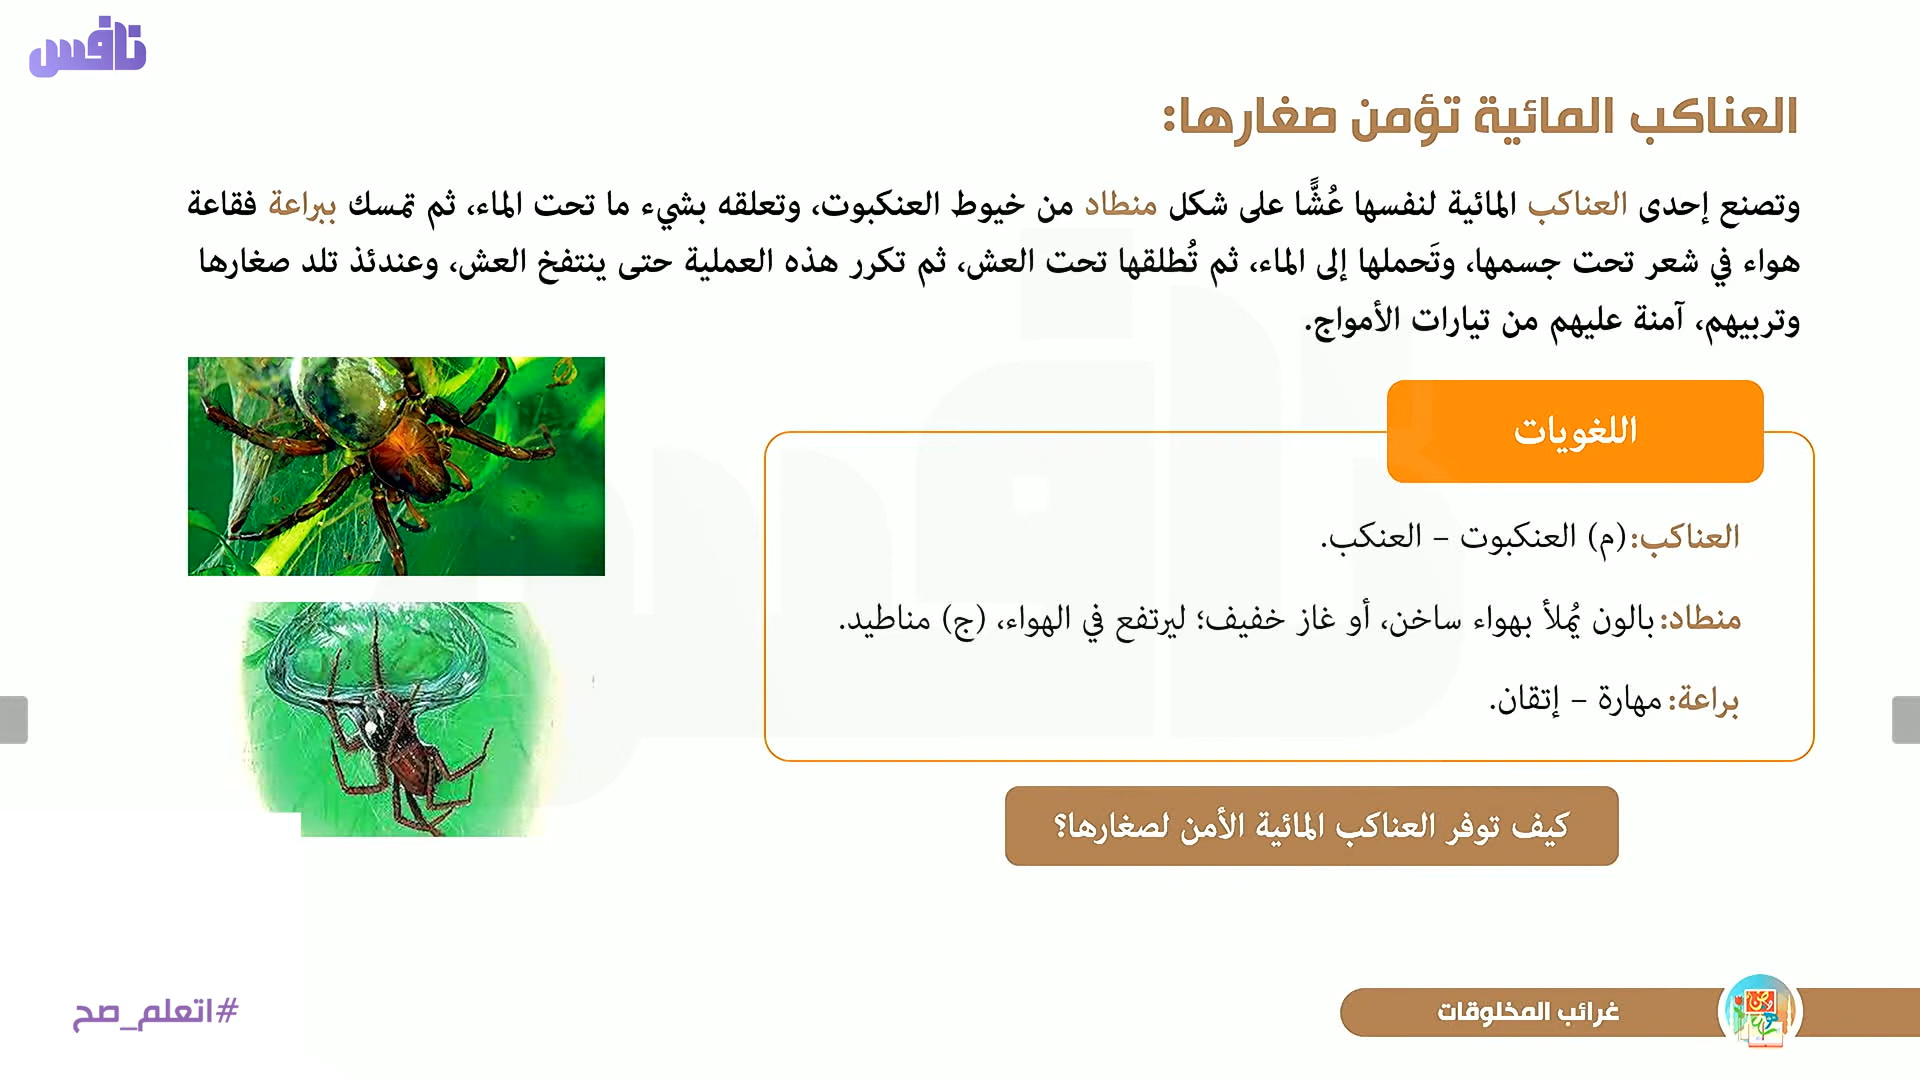 نافس
العناكب المائية تؤمن صغارها:
وتصنع إحدى العناكب المائية لنفسها عُشًّا على شكل منطاد من خيوط العنكبوت، وتعلقه بشيء ما تحت الماء، ثم تمسك ببراعة فقاعة
هواء في شعر تحت جسمها، وتَحملها إلى الماء، ثم تُطلقها تحت العش، ثم تكرر هذه العملية حتى ينتفخ العش، وعندئذ تلد صغارها
وتربيهم، آمنة عليهم من تيارات الأمواج.
اللغويات
العناكب: (م) العنكبوت – العنكب.
منطاد: بالون يُملأ بهواء ساخن، أو غاز خفيف؛ ليرتفع في الهواء، (ج) مناطيد.
براعة: مهارة – إتقان.
كيف توفر العناكب المائية الأمن لصغارها؟
غرائب المخلوقات
#اتعلم_صح